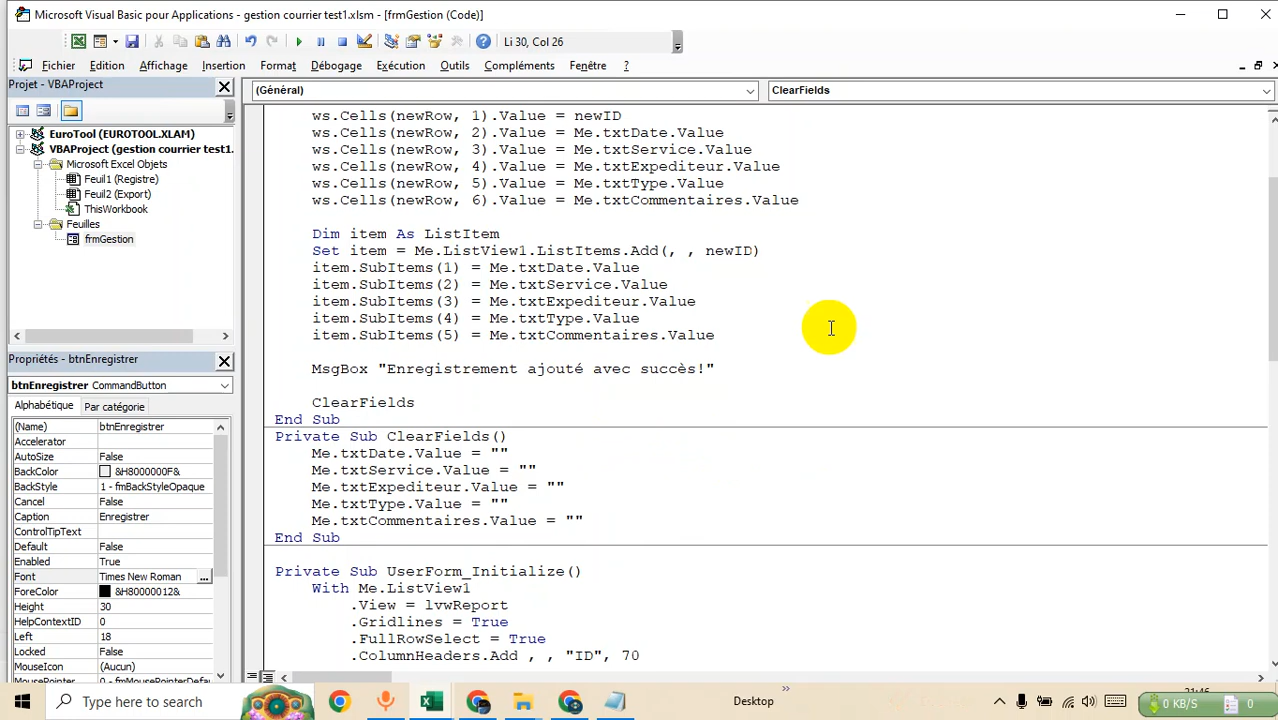 Microsoft Visual Basic pour Applications - gestion courrier test1.xlsm - [frmGestion (Code)]
Li 30, Col 26
Fichier Edition Affichage Insertion Format Débogage Exécution Outils Compléments Fenêtre ?
Projet - VBAProject
EuroTool (EUROTOOL.XLAM)
VBAProject (gestion courrier test1.
Microsoft Excel Objets
Feuil1 (Registre)
Feuil2 (Export)
ThisWorkbook
Feuilles
frmGestion
Propriétés - btnEnregistrer
btnEnregistrer CommandButton
Alphabétique Par catégorie
(Name) btnEnregistrer
Accelerator
AutoSize False
BackColor &H8000000F&
BackStyle 1 - fmBackStyleOpaque
Cancel False
Caption Enregistrer
ControlTipText
Default False
Enabled True
Font Times New Roman ...
ForeColor &H80000012&
Height 30
HelpContextID 0
Left 18
Locked False
MouseIcon (Aucun)
(Général) ClearFields
ws.Cells(newRow, 1).Value = newID
ws.Cells(newRow, 2).Value = Me.txtDate.Value
ws.Cells(newRow, 3).Value = Me.txtService.Value
ws.Cells(newRow, 4).Value = Me.txtExpediteur.Value
ws.Cells(newRow, 5).Value = Me.txtType.Value
ws.Cells(newRow, 6).Value = Me.txtCommentaires.Value
Dim item As ListItem
Set item = Me.ListView1.ListItems.Add(, , newID)
item.SubItems(1) = Me.txtDate.Value
item.SubItems(2) = Me.txtService.Value
item.SubItems(3) = Me.txtExpediteur.Value
item.SubItems(4) = Me.txtType.Value
item.SubItems(5) = Me.txtCommentaires.Value
MsgBox "Enregistrement ajouté avec succès!"
ClearFields
End Sub
Private Sub ClearFields()
Me.txtDate.Value = ""
Me.txtService.Value = ""
Me.txtExpediteur.Value = ""
Me.txtType.Value = ""
Me.txtCommentaires.Value = ""
End Sub
Private Sub UserForm_Initialize()
With Me.ListView1
.View = lvwReport
.Gridlines = True
.FullRowSelect = True
.ColumnHeaders.Add , , "ID", 70
Type here to search
Desktop
0 KB/S 0